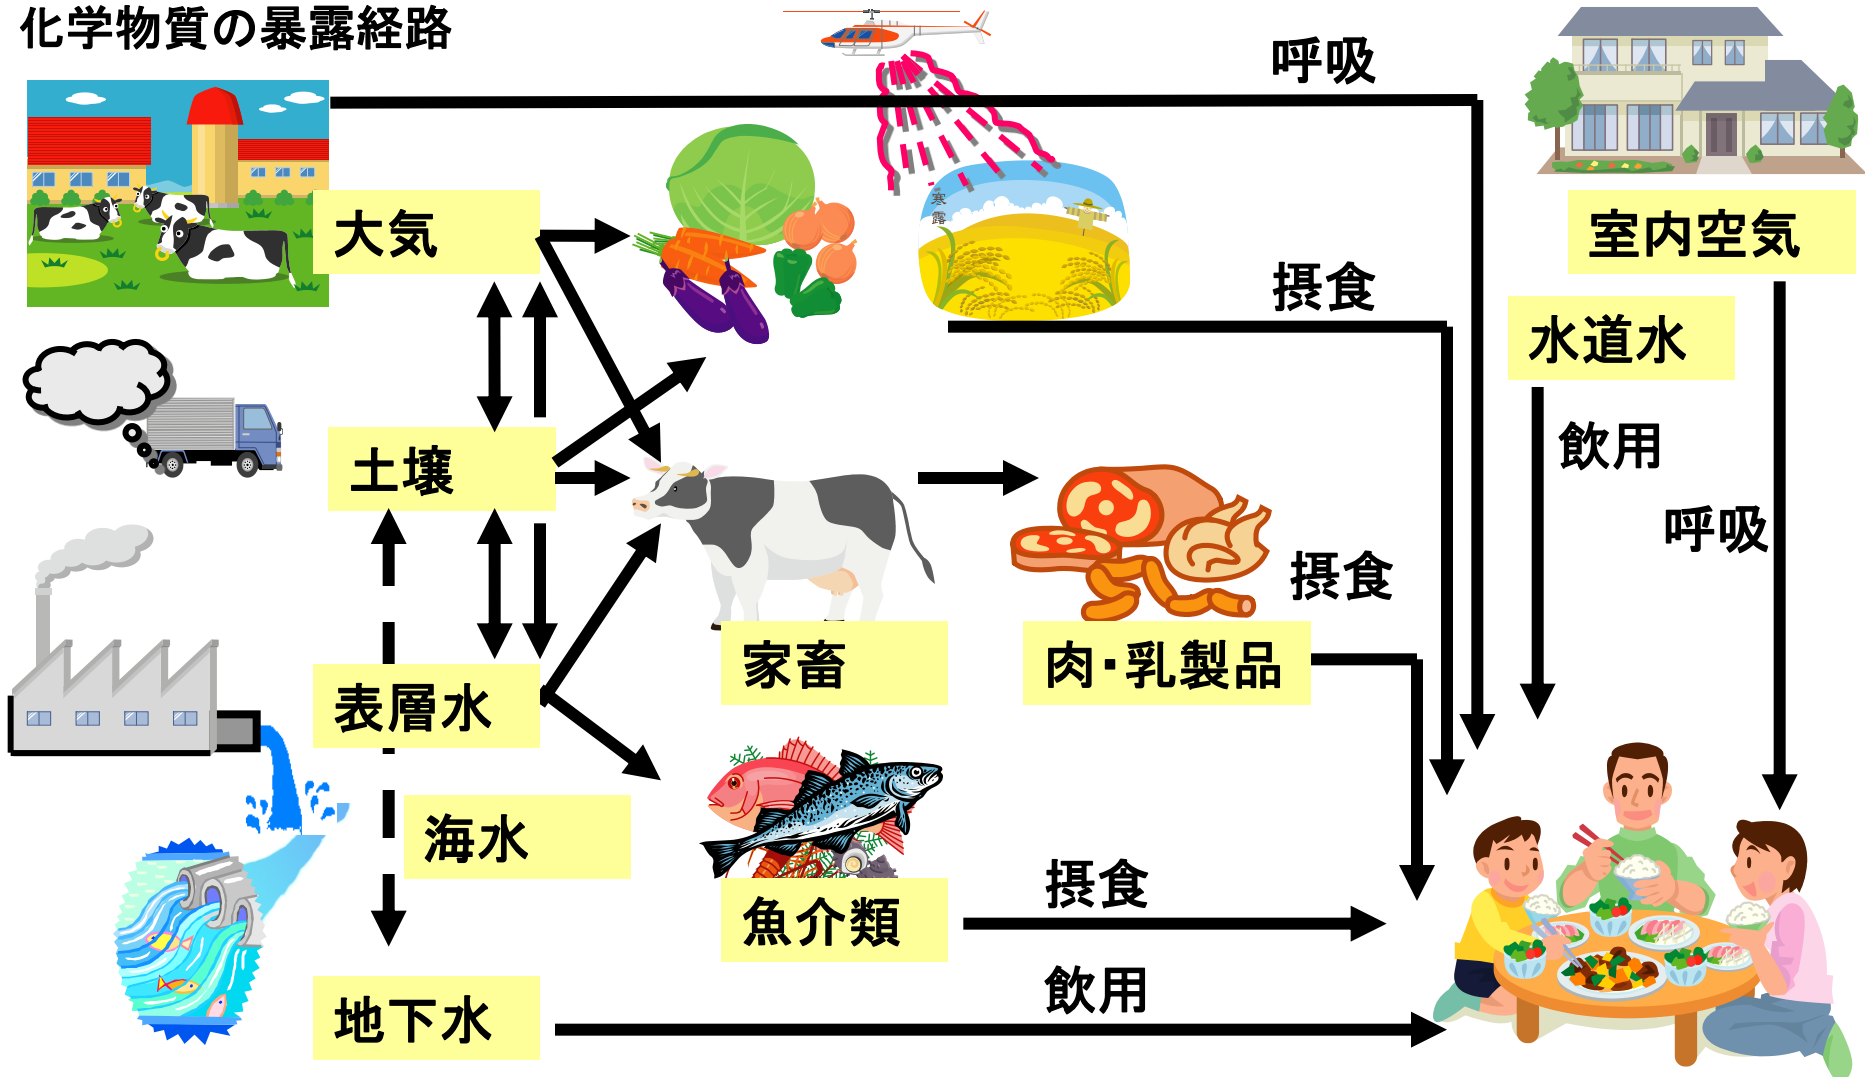 化学物質の暴露経路
呼吸
大気
寒露
室内空気
摂食
水道水
飲用
土壌
呼吸
摂食
家畜
肉・乳製品
表層水
海水
摂食
魚介類
飲用
地下水